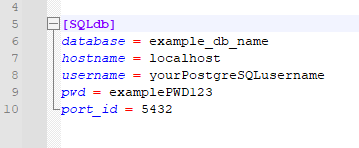 4
5 [SQLdb]
6 database = example_db_name
7 hostname = localhost
8 username = yourPostgreSQLusername
9 pwd = examplePWD123
10 port_id = 5432